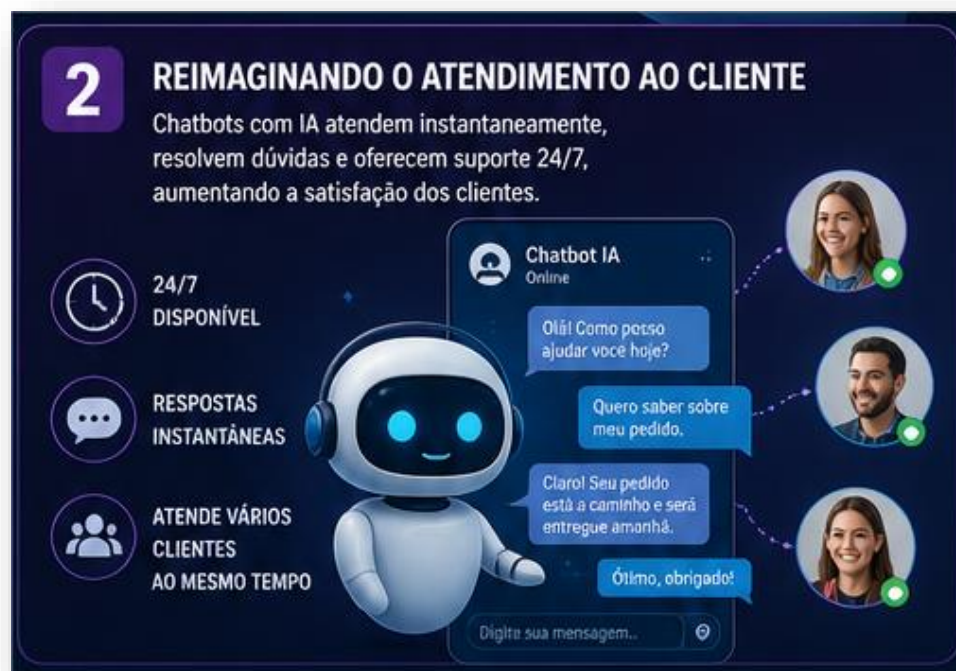 2
REIMAGINANDO O ATENDIMENTO AO CLIENTE
Chatbots com IA atendem instantaneamente,
resolvem dúvidas e oferecem suporte 24/7,
aumentando a satisfação dos clientes.
24/7
DISPONÍVEL
RESPOSTAS
INSTANTÂNEAS
ATENDE VÁRIOS
CLIENTES
AO MESMO TEMPO
Chatbot IA
Online
Olá! Como posso
ajudar você hoje?
Quero saber sobre
meu pedido.
Claro! Seu pedido
está a caminho e será
entregue amanhã.
Ótimo, obrigado!
Digite sua mensagem..